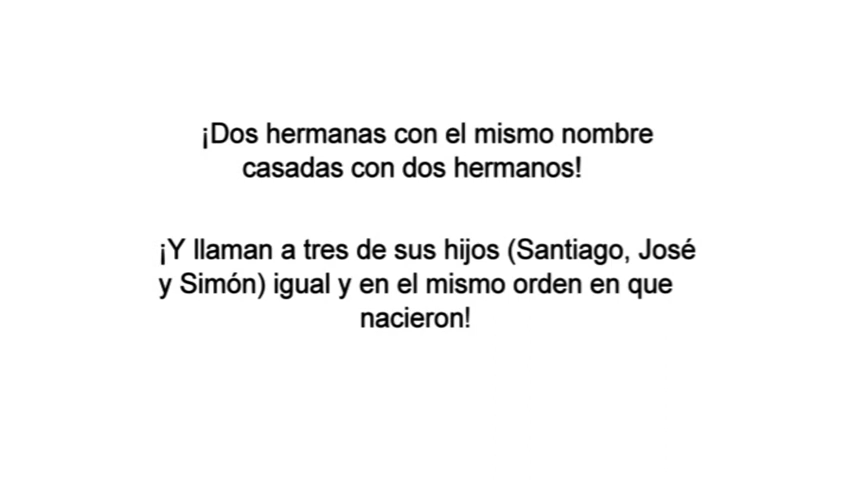 ¡Dos hermanas con el mismo nombre
casadas con dos hermanos!
¡Y llaman a tres de sus hijos (Santiago, José
y Simón) igual y en el mismo orden en que
nacieron!